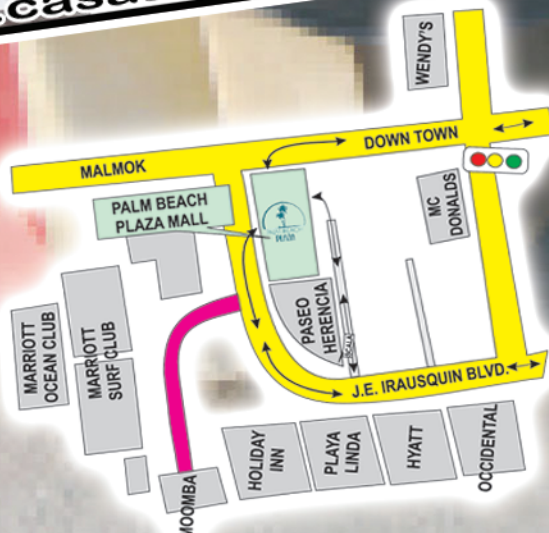 WENDY'S
DOWN TOWN
MALMOK
PALM BEACH
PLAZA MALL
MC
DONALDS
PASEO
HERENCIA
MARRIOTT
OCEAN CLUB
MARRIOTT
SURF CLUB
J.E. IRAUSQUIN BLVD.
HOLIDAY
INN
PLAYA
LINDA
HYATT
OCCIDENTAL
MOOMBA